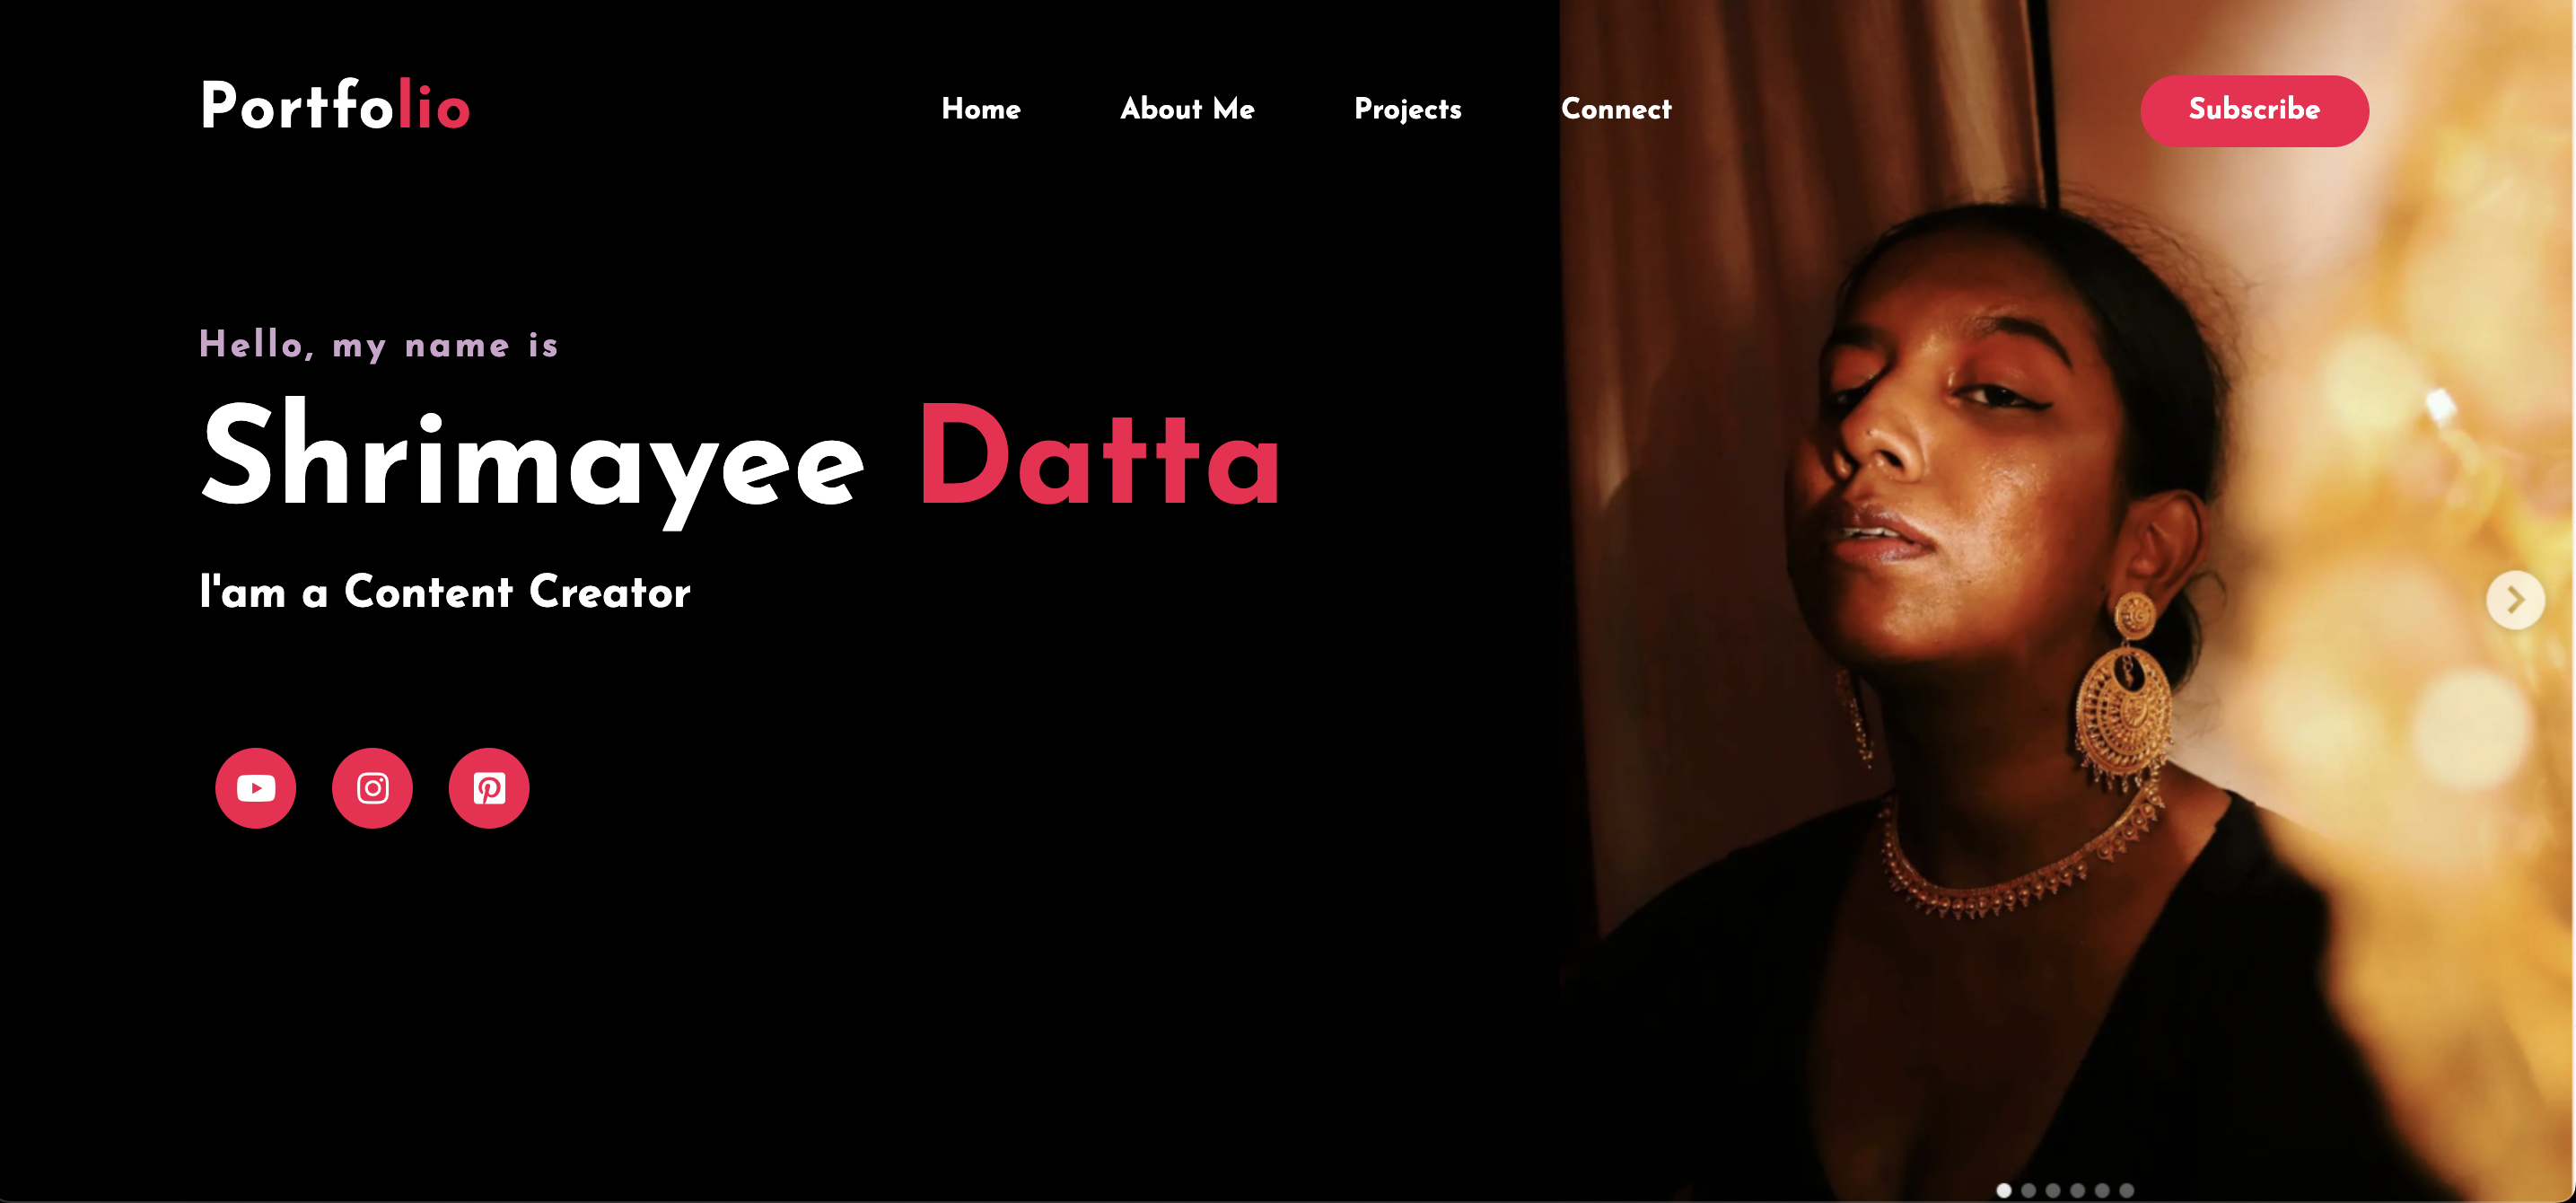 Portfolio
Home About Me Projects Connect Subscribe
Hello, my name is
Shrimayee Datta
I'am a Content Creator